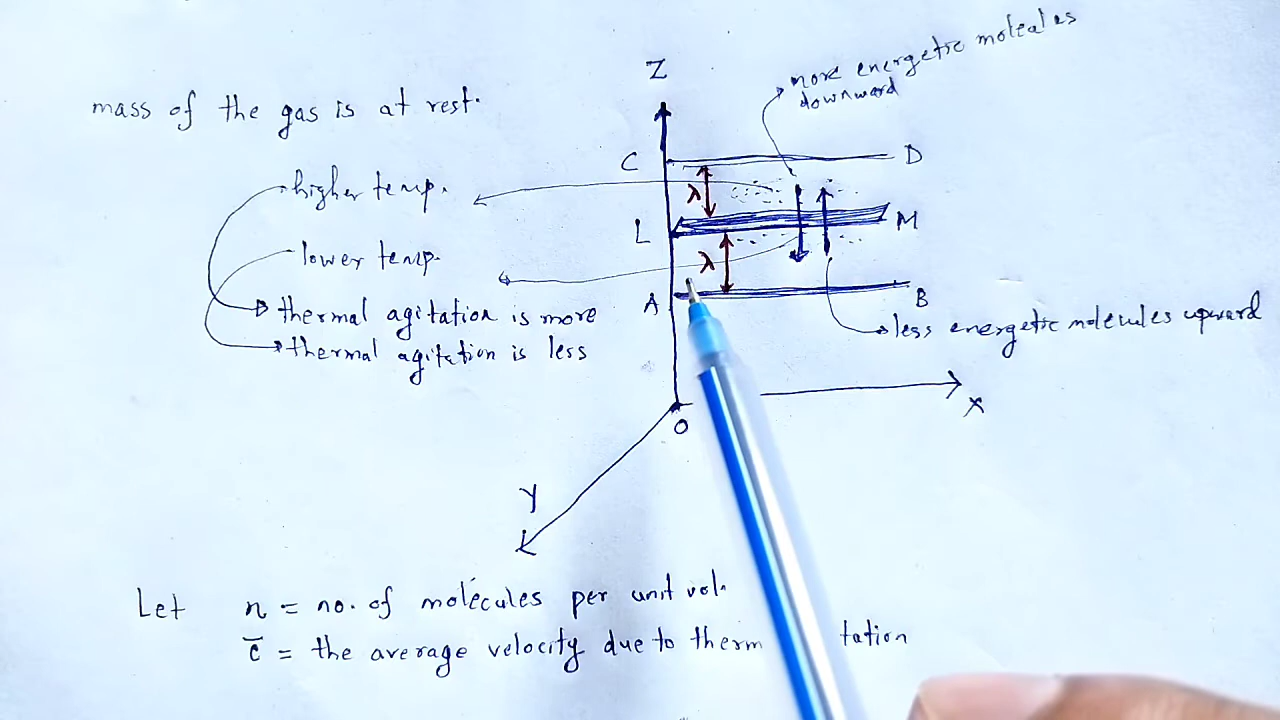 more energetic molecules
downward
mass of the gas is at rest.
Z
C
D
higher temp.
λ
L
M
lower temp.
λ
A
B
thermal agitation is more
less energetic molecules upward
thermal agitation is less
X
O
Y
Let n = no. of molecules per unit vol.
c̄ = the average velocity due to therm tation